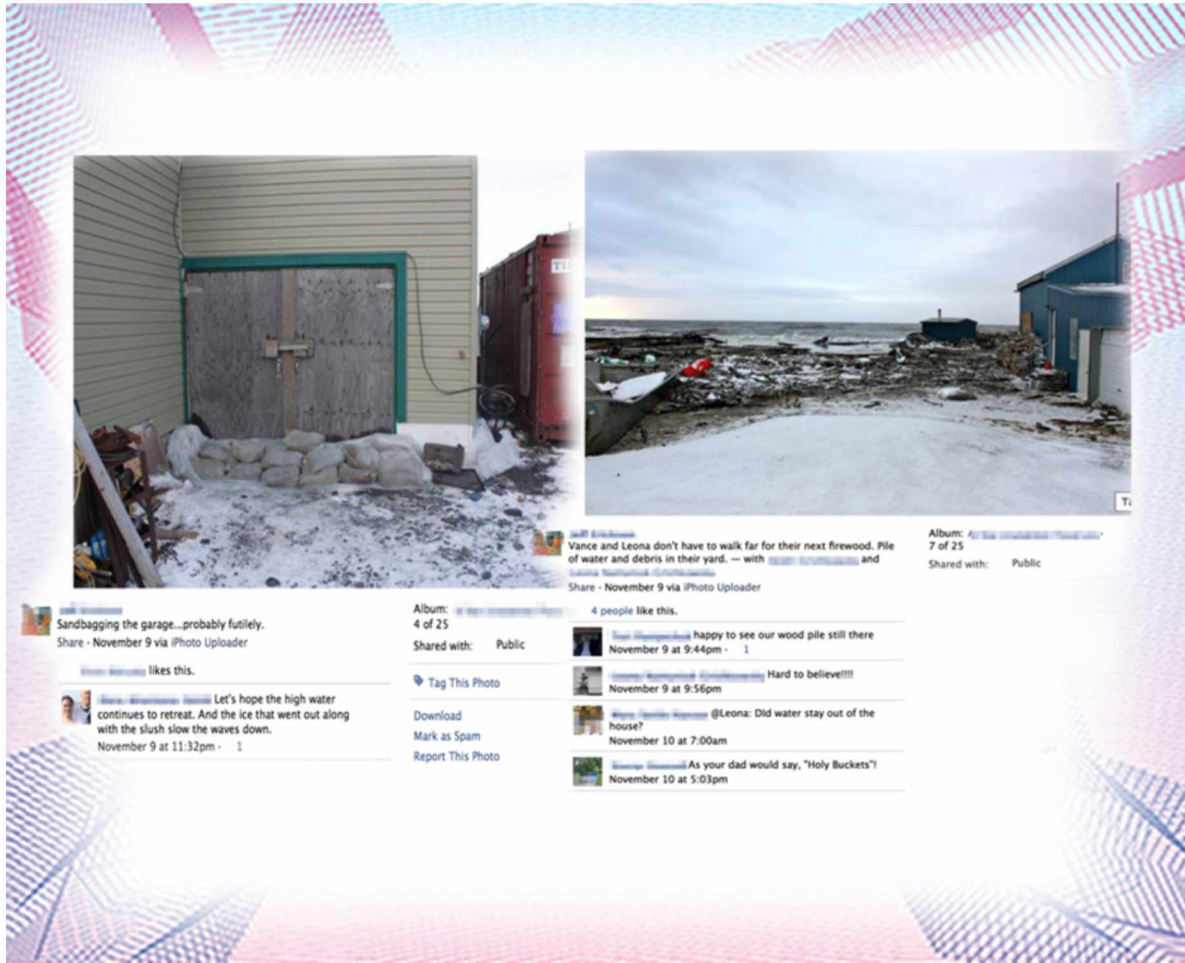 Sandbagging the garage...probably futilely.
Share · November 9 via iPhoto Uploader
likes this.
Let's hope the high water
continues to retreat. And the ice that went out along
with the slush slow the waves down.
November 9 at 11:32pm · 1
Album:
4 of 25
Shared with: Public
Tag This Photo
Download
Mark as Spam
Report This Photo
Vance and Leona don't have to walk far for their next firewood. Pile
of water and debris in their yard. — with and
Share · November 9 via iPhoto Uploader
4 people like this.
happy to see our wood pile still there
November 9 at 9:44pm · 1
Hard to believe!!!!
November 9 at 9:56pm
@Leona: DId water stay out of the
house?
November 10 at 7:00am
As your dad would say, "Holy Buckets"!
November 10 at 5:03pm
Album:
7 of 25
Shared with: Public